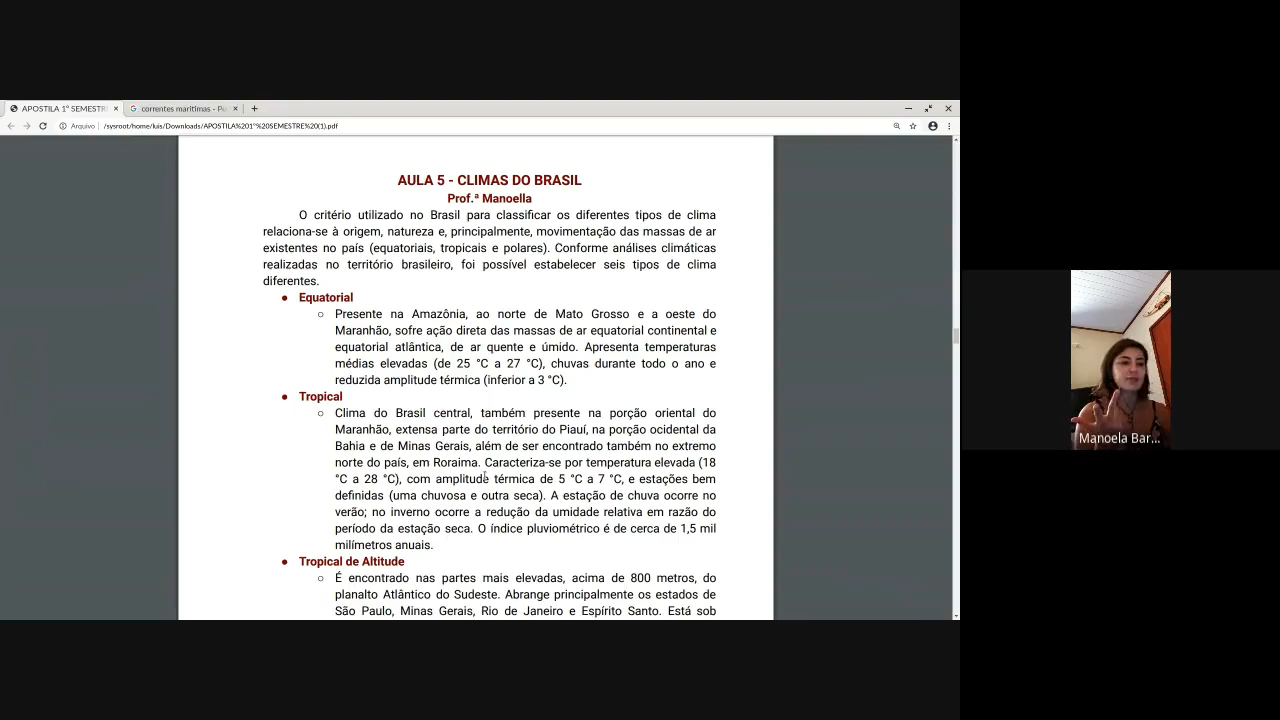 APOSTILA 1º SEMESTR
correntes maritimas - P
Arquivo /sysroot/home/luis/Downloads/APOSTILA%201°%20SEMESTRE%20(1).pdf
AULA 5 - CLIMAS DO BRASIL
Prof.ª Manoella
O critério utilizado no Brasil para classificar os diferentes tipos de clima
relaciona-se à origem, natureza e, principalmente, movimentação das massas de ar
existentes no país (equatoriais, tropicais e polares). Conforme análises climáticas
realizadas no território brasileiro, foi possível estabelecer seis tipos de clima
diferentes.
● Equatorial
○ Presente na Amazônia, ao norte de Mato Grosso e a oeste do
Maranhão, sofre ação direta das massas de ar equatorial continental e
equatorial atlântica, de ar quente e úmido. Apresenta temperaturas
médias elevadas (de 25 °C a 27 °C), chuvas durante todo o ano e
reduzida amplitude térmica (inferior a 3 °C).
● Tropical
○ Clima do Brasil central, também presente na porção oriental do
Maranhão, extensa parte do território do Piauí, na porção ocidental da
Bahia e de Minas Gerais, além de ser encontrado também no extremo
norte do país, em Roraima. Caracteriza-se por temperatura elevada (18
°C a 28 °C), com amplitude térmica de 5 °C a 7 °C, e estações bem
definidas (uma chuvosa e outra seca). A estação de chuva ocorre no
verão; no inverno ocorre a redução da umidade relativa em razão do
período da estação seca. O índice pluviométrico é de cerca de 1,5 mil
milímetros anuais.
● Tropical de Altitude
○ É encontrado nas partes mais elevadas, acima de 800 metros, do
planalto Atlântico do Sudeste. Abrange principalmente os estados de
São Paulo, Minas Gerais, Rio de Janeiro e Espírito Santo. Está sob
Manoela Bar...